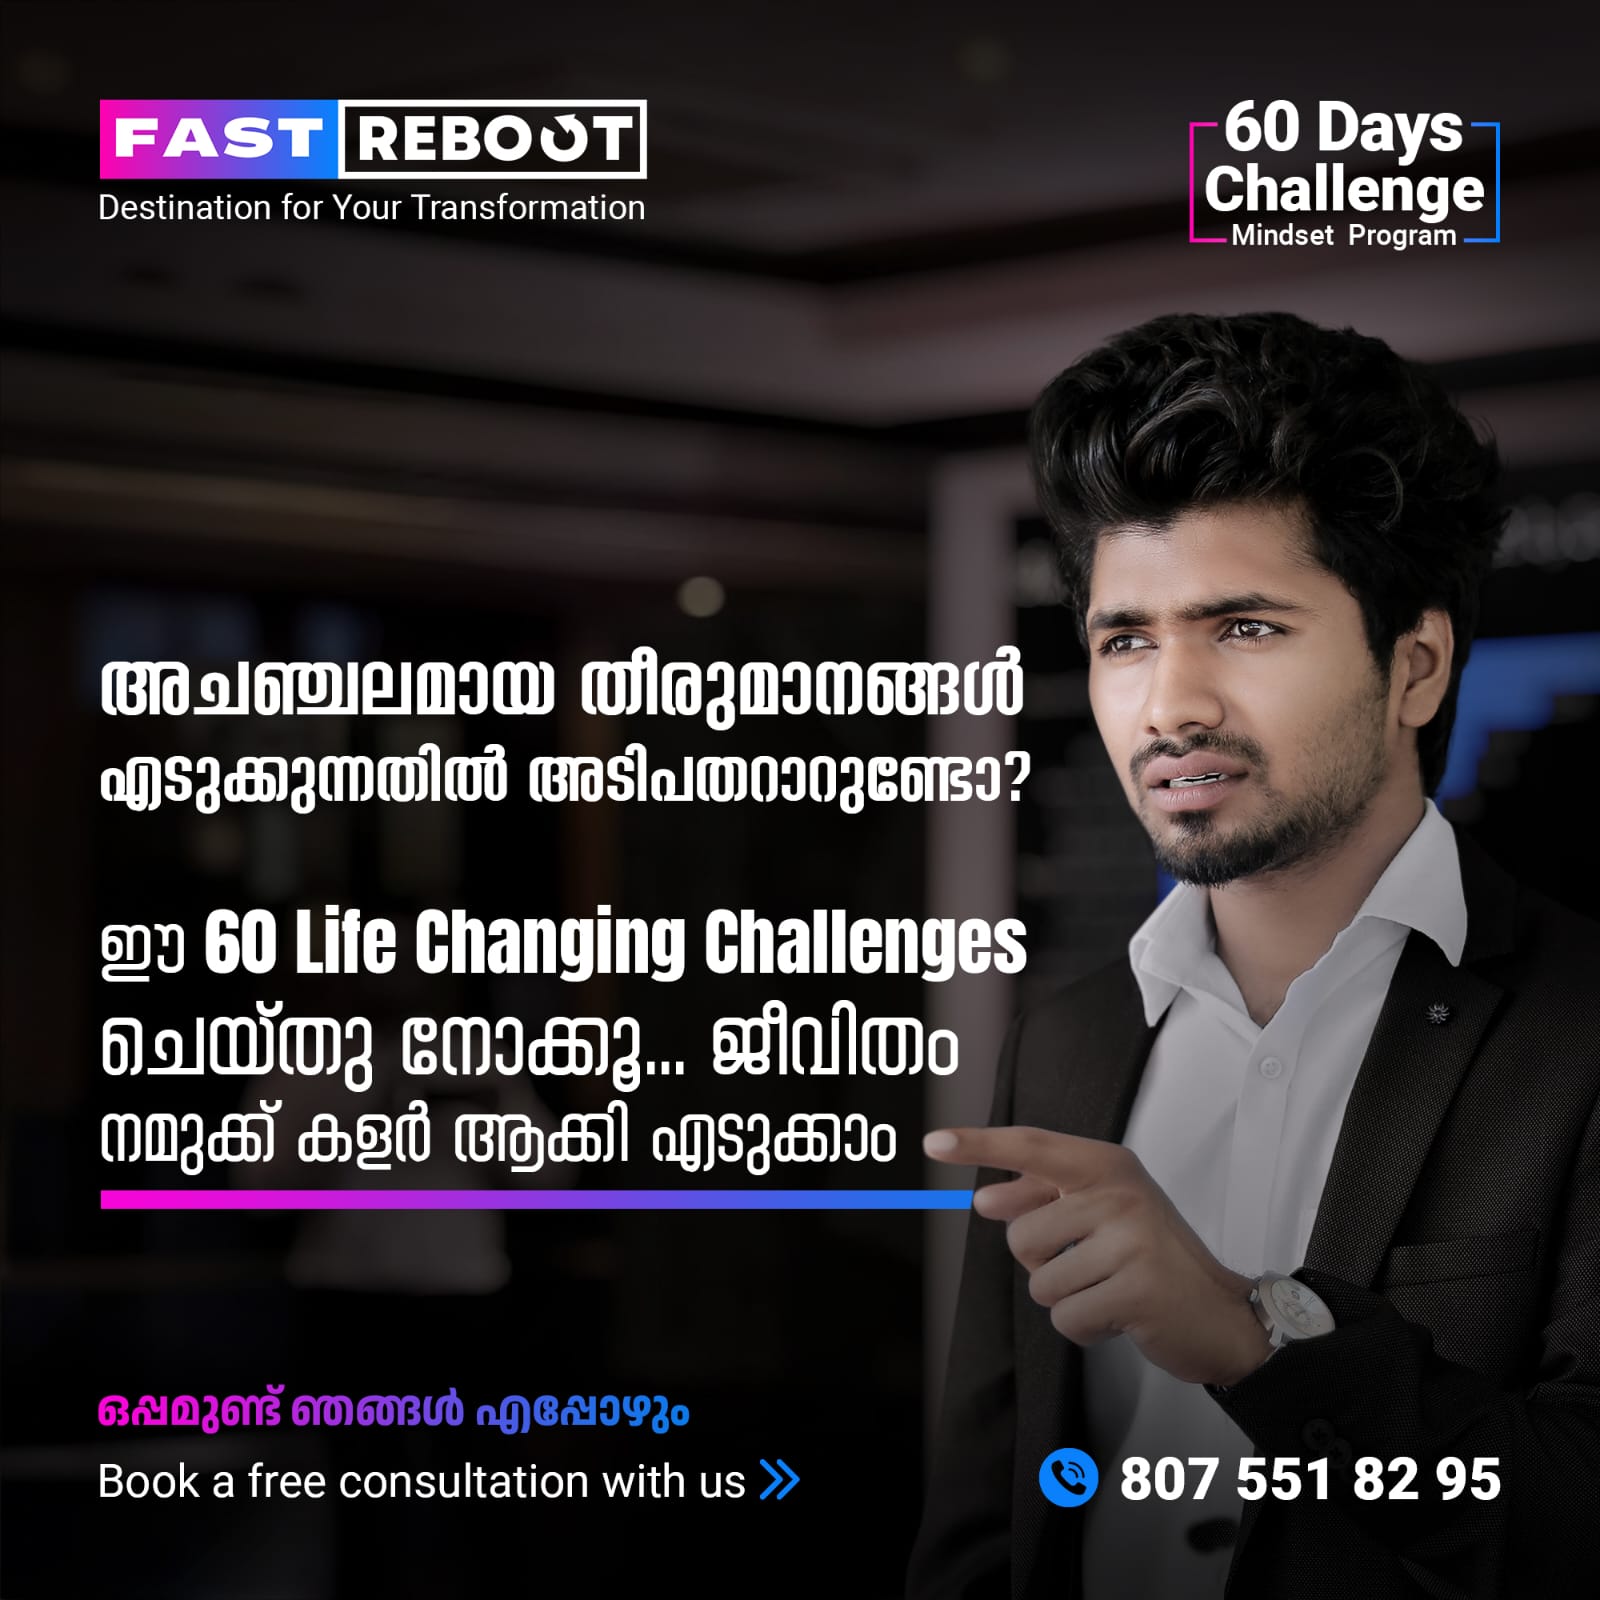 FAST REBOOT
Destination for Your Transformation
60 Days
Challenge
Mindset Program
അചഞ്ചലമായ തീരുമാനങ്ങൾ
എടുക്കുന്നതിൽ അടിപതറാറുണ്ടോ?
ഈ 60 Life Changing Challenges
ചെയ്തു നോക്കൂ... ജീവിതം
നമുക്ക് കളർ ആക്കി എടുക്കാം
ഒപ്പമുണ്ട് ഞങ്ങൾ എപ്പോഴും
Book a free consultation with us
807 551 82 95